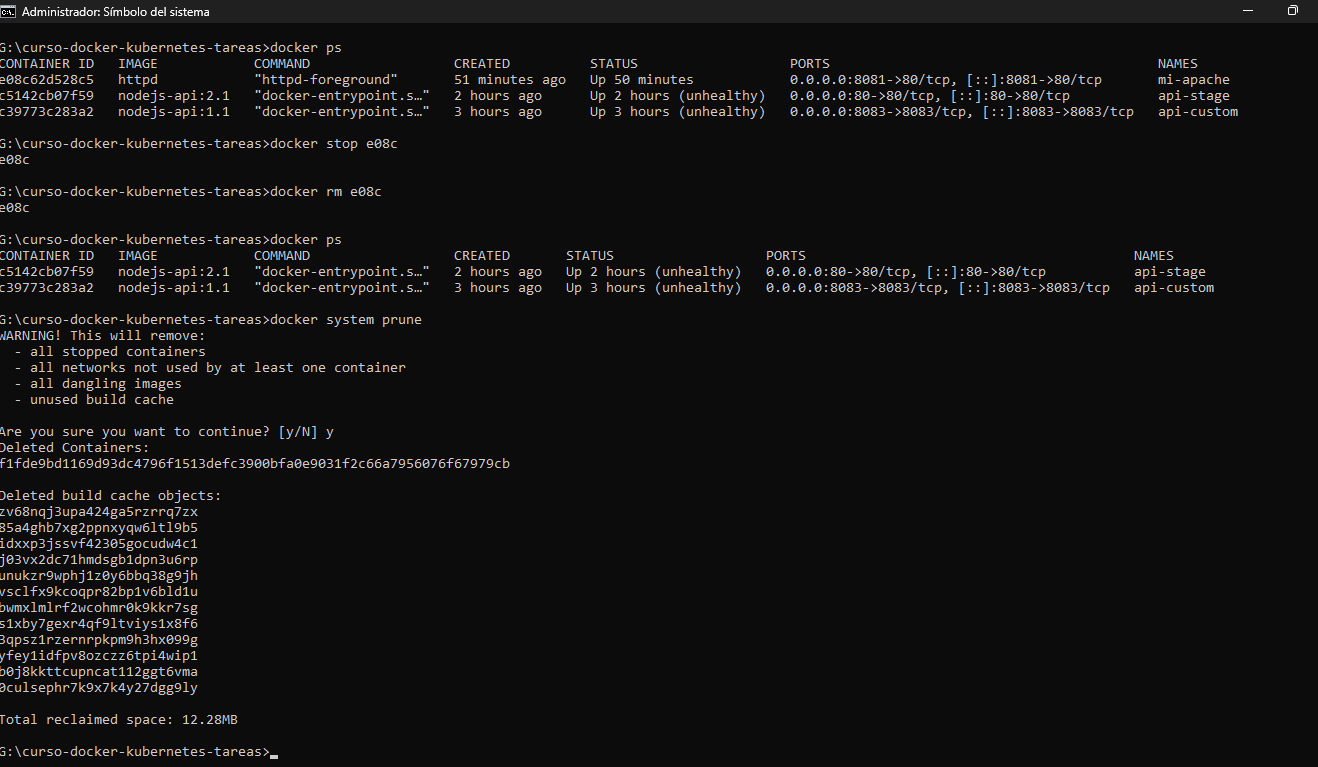 Administrador: Símbolo del sistema
G:\curso-docker-kubernetes-tareas>docker ps
CONTAINER ID   IMAGE            COMMAND                  CREATED          STATUS                   PORTS                                         NAMES
e08c62d528c5   httpd            "httpd-foreground"       51 minutes ago   Up 50 minutes            0.0.0.0:8081->80/tcp, [::]:8081->80/tcp       mi-apache
c5142cb07f59   nodejs-api:2.1   "docker-entrypoint.s…"   2 hours ago      Up 2 hours (unhealthy)   0.0.0.0:80->80/tcp, [::]:80->80/tcp           api-stage
c39773c283a2   nodejs-api:1.1   "docker-entrypoint.s…"   3 hours ago      Up 3 hours (unhealthy)   0.0.0.0:8083->8083/tcp, [::]:8083->8083/tcp   api-custom
G:\curso-docker-kubernetes-tareas>docker stop e08c
e08c
G:\curso-docker-kubernetes-tareas>docker rm e08c
e08c
G:\curso-docker-kubernetes-tareas>docker ps
CONTAINER ID   IMAGE            COMMAND                  CREATED       STATUS                   PORTS                                         NAMES
c5142cb07f59   nodejs-api:2.1   "docker-entrypoint.s…"   2 hours ago   Up 2 hours (unhealthy)   0.0.0.0:80->80/tcp, [::]:80->80/tcp           api-stage
c39773c283a2   nodejs-api:1.1   "docker-entrypoint.s…"   3 hours ago   Up 3 hours (unhealthy)   0.0.0.0:8083->8083/tcp, [::]:8083->8083/tcp   api-custom
G:\curso-docker-kubernetes-tareas>docker system prune
WARNING! This will remove:
  - all stopped containers
  - all networks not used by at least one container
  - all dangling images
  - unused build cache
Are you sure you want to continue? [y/N] y
Deleted Containers:
f1fde9bd1169d93dc4796f1513defc3900bfa0e9031f2c66a7956076f67979cb
Deleted build cache objects:
zv68nqj3upa424ga5rzrrq7zx
85a4ghb7xg2ppnxyqw6ltl9b5
idxxp3jssvf42305gocudw4c1
j03vx2dc71hmdsgb1dpn3u6rp
unukzr9wphj1z0y6bbq38g9jh
vsclfx9kcoqpr82bp1v6bld1u
bwmxlmlrf2wcohmr0k9kkr7sg
s1xby7gexr4qf9ltviys1x8f6
3qpsz1rzernrpkpm9h3hx099g
yfey1idfpv8ozczz6tpi4wip1
b0j8kkttcupncat112ggt6vma
0culsephr7k9x7k4y27dgg9ly
Total reclaimed space: 12.28MB
G:\curso-docker-kubernetes-tareas>